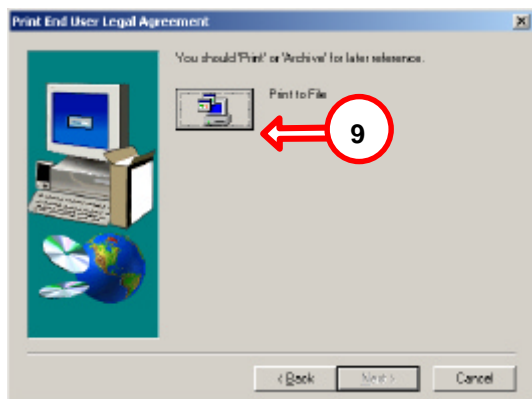 Print End User Legal Agreement
You should 'Print' or 'Archive' for later reference.
Print to File
9
< Back
Next >
Cancel